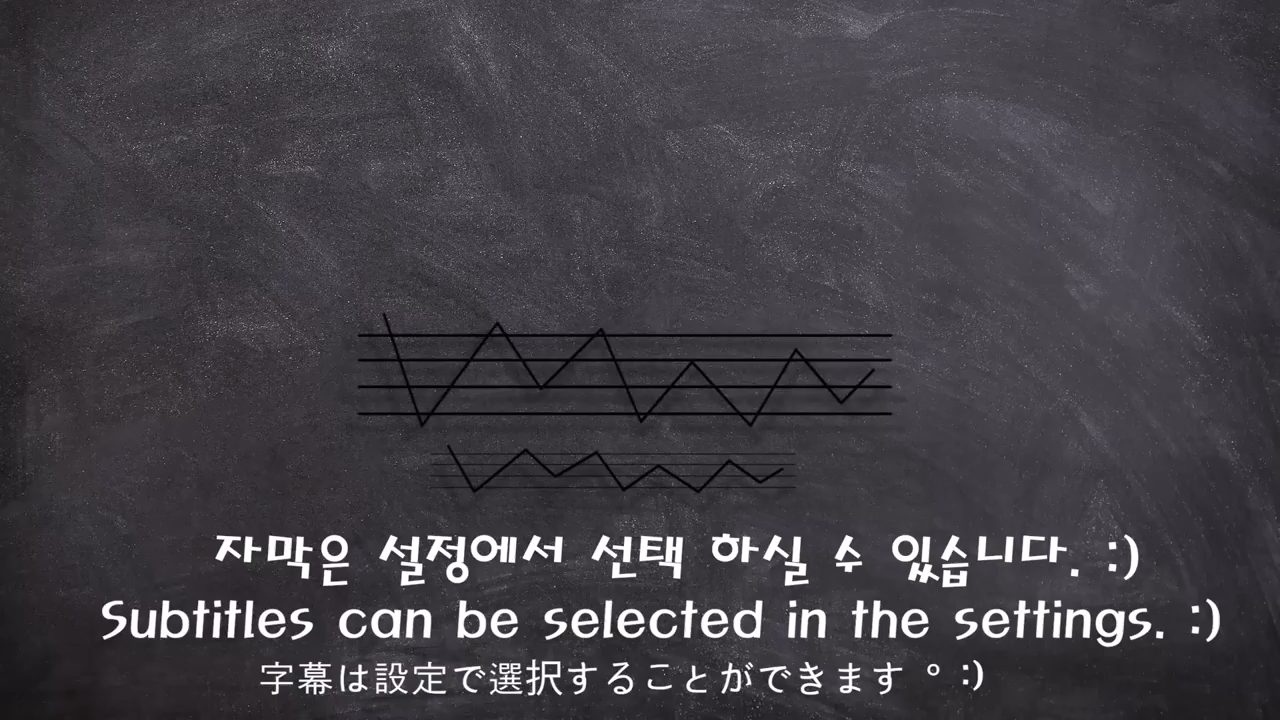 자막은 설정에서 선택 하실 수 있습니다. :)
Subtitles can be selected in the settings. :)
字幕は設定で選択することができます ° :)